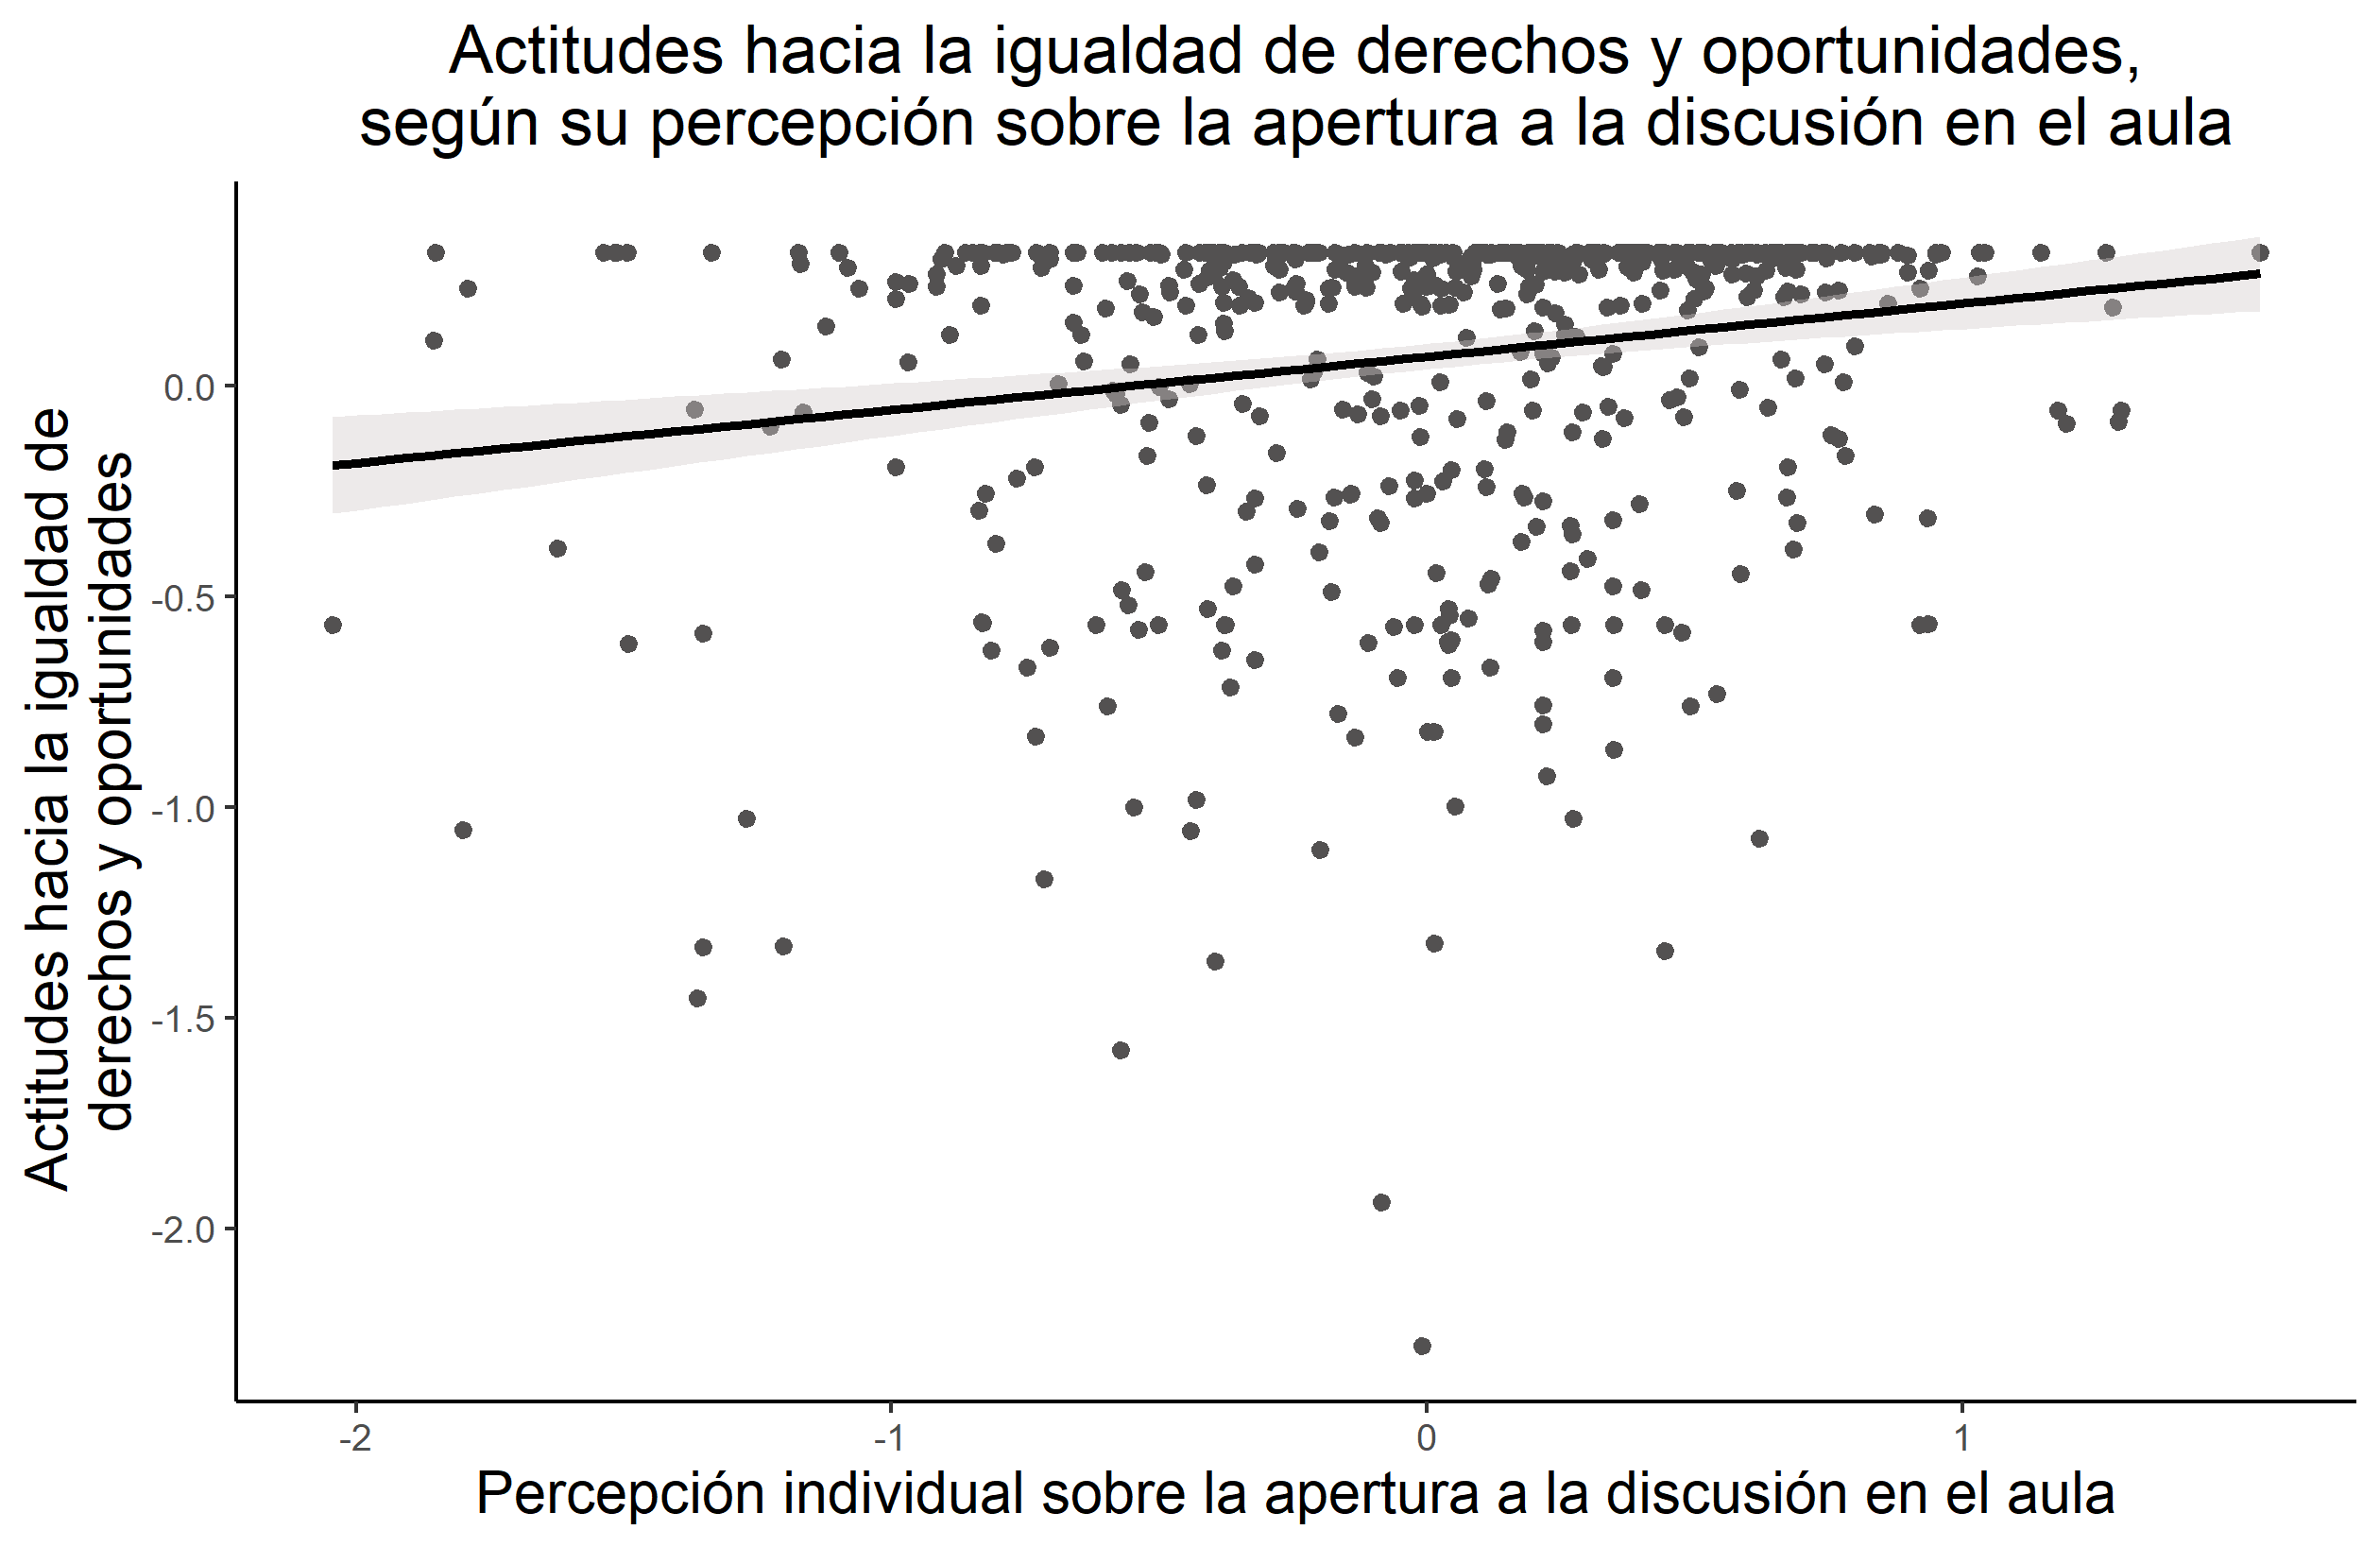 Actitudes hacia la igualdad de derechos y oportunidades,
según su percepción sobre la apertura a la discusión en el aula
Actitudes hacia la igualdad de
derechos y oportunidades
0.0
-0.5
-1.0
-1.5
-2.0
-2
-1
0
1
Percepción individual sobre la apertura a la discusión en el aula